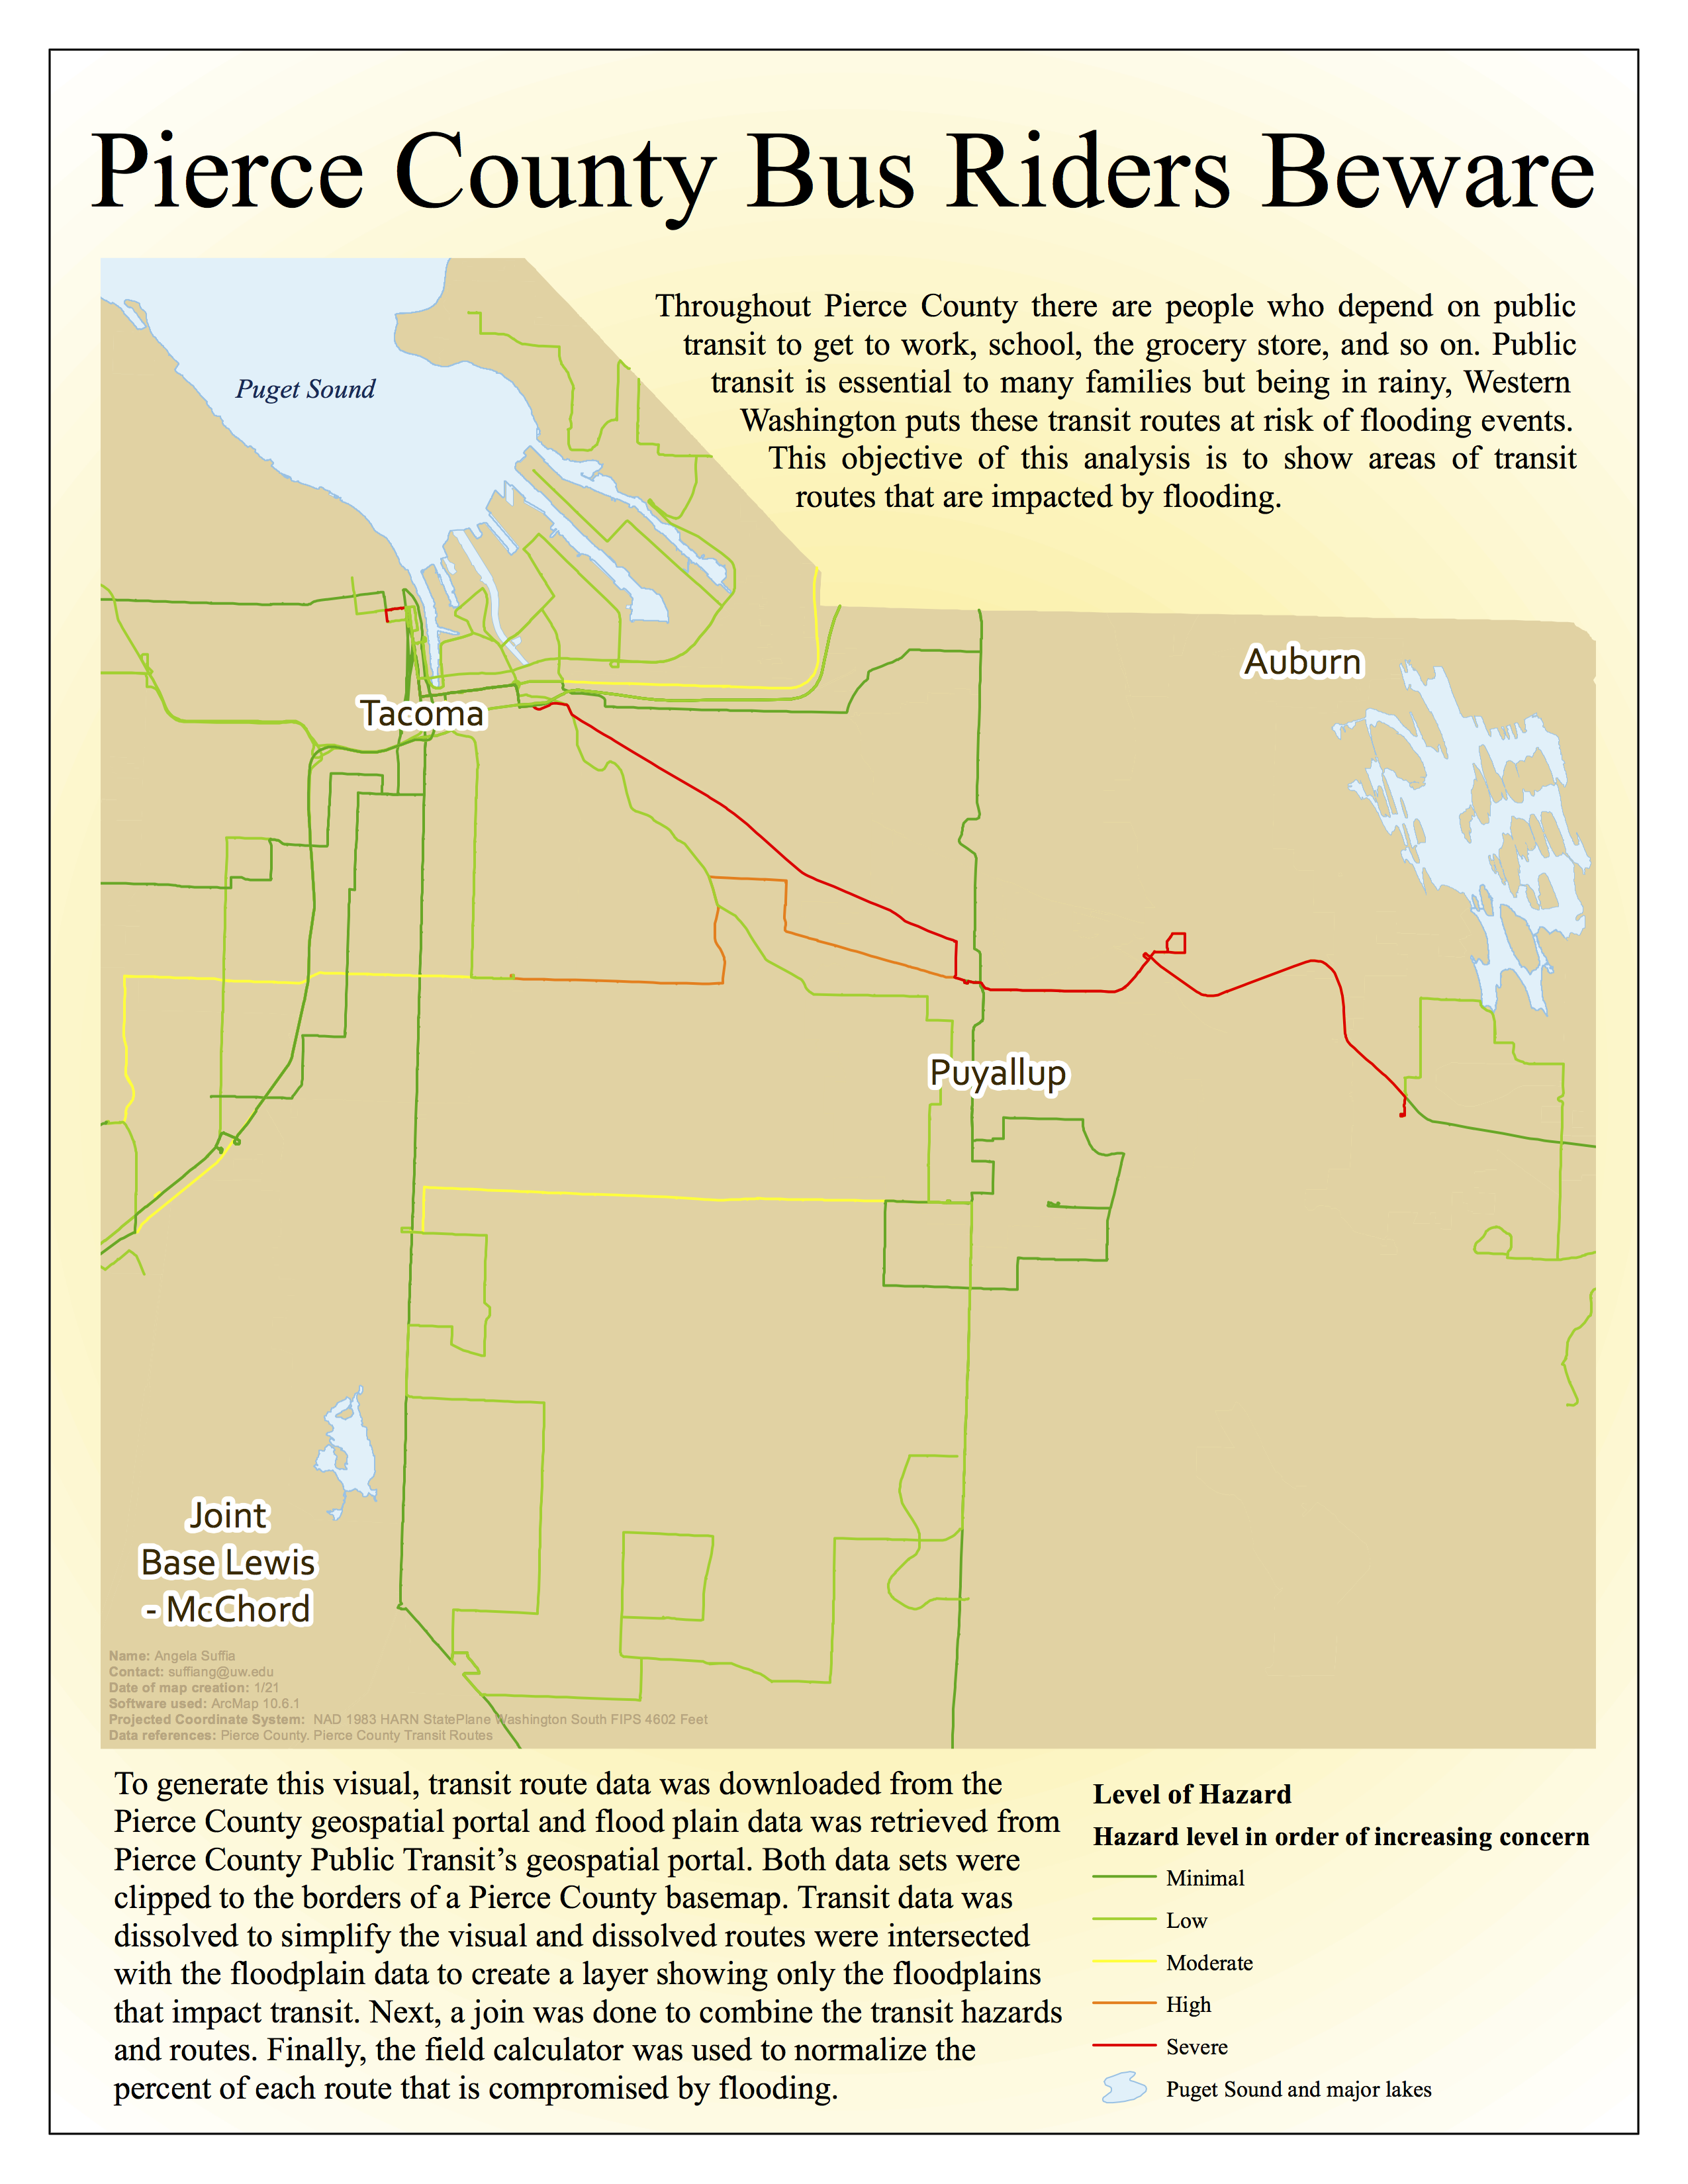 Pierce County Bus Riders Beware
Throughout Pierce County there are people who depend on public
transit to get to work, school, the grocery store, and so on. Public
transit is essential to many families but being in rainy, Western
Washington puts these transit routes at risk of flooding events.
This objective of this analysis is to show areas of transit
routes that are impacted by flooding.
Puget Sound
Auburn
Tacoma
Puyallup
Joint
Base Lewis
- McChord
Name: Angela Suffia
Contact: suffiang@uw.edu
Date of map creation: 1/21
Software used: ArcMap 10.6.1
Projected Coordinate System: NAD 1983 HARN StatePlane Washington South FIPS 4602 Feet
Data references: Pierce County. Pierce County Transit Routes
To generate this visual, transit route data was downloaded from the
Pierce County geospatial portal and flood plain data was retrieved from
Pierce County Public Transit's geospatial portal. Both data sets were
clipped to the borders of a Pierce County basemap. Transit data was
dissolved to simplify the visual and dissolved routes were intersected
with the floodplain data to create a layer showing only the floodplains
that impact transit. Next, a join was done to combine the transit hazards
and routes. Finally, the field calculator was used to normalize the
percent of each route that is compromised by flooding.
Level of Hazard
Hazard level in order of increasing concern
Minimal
Low
Moderate
High
Severe
Puget Sound and major lakes